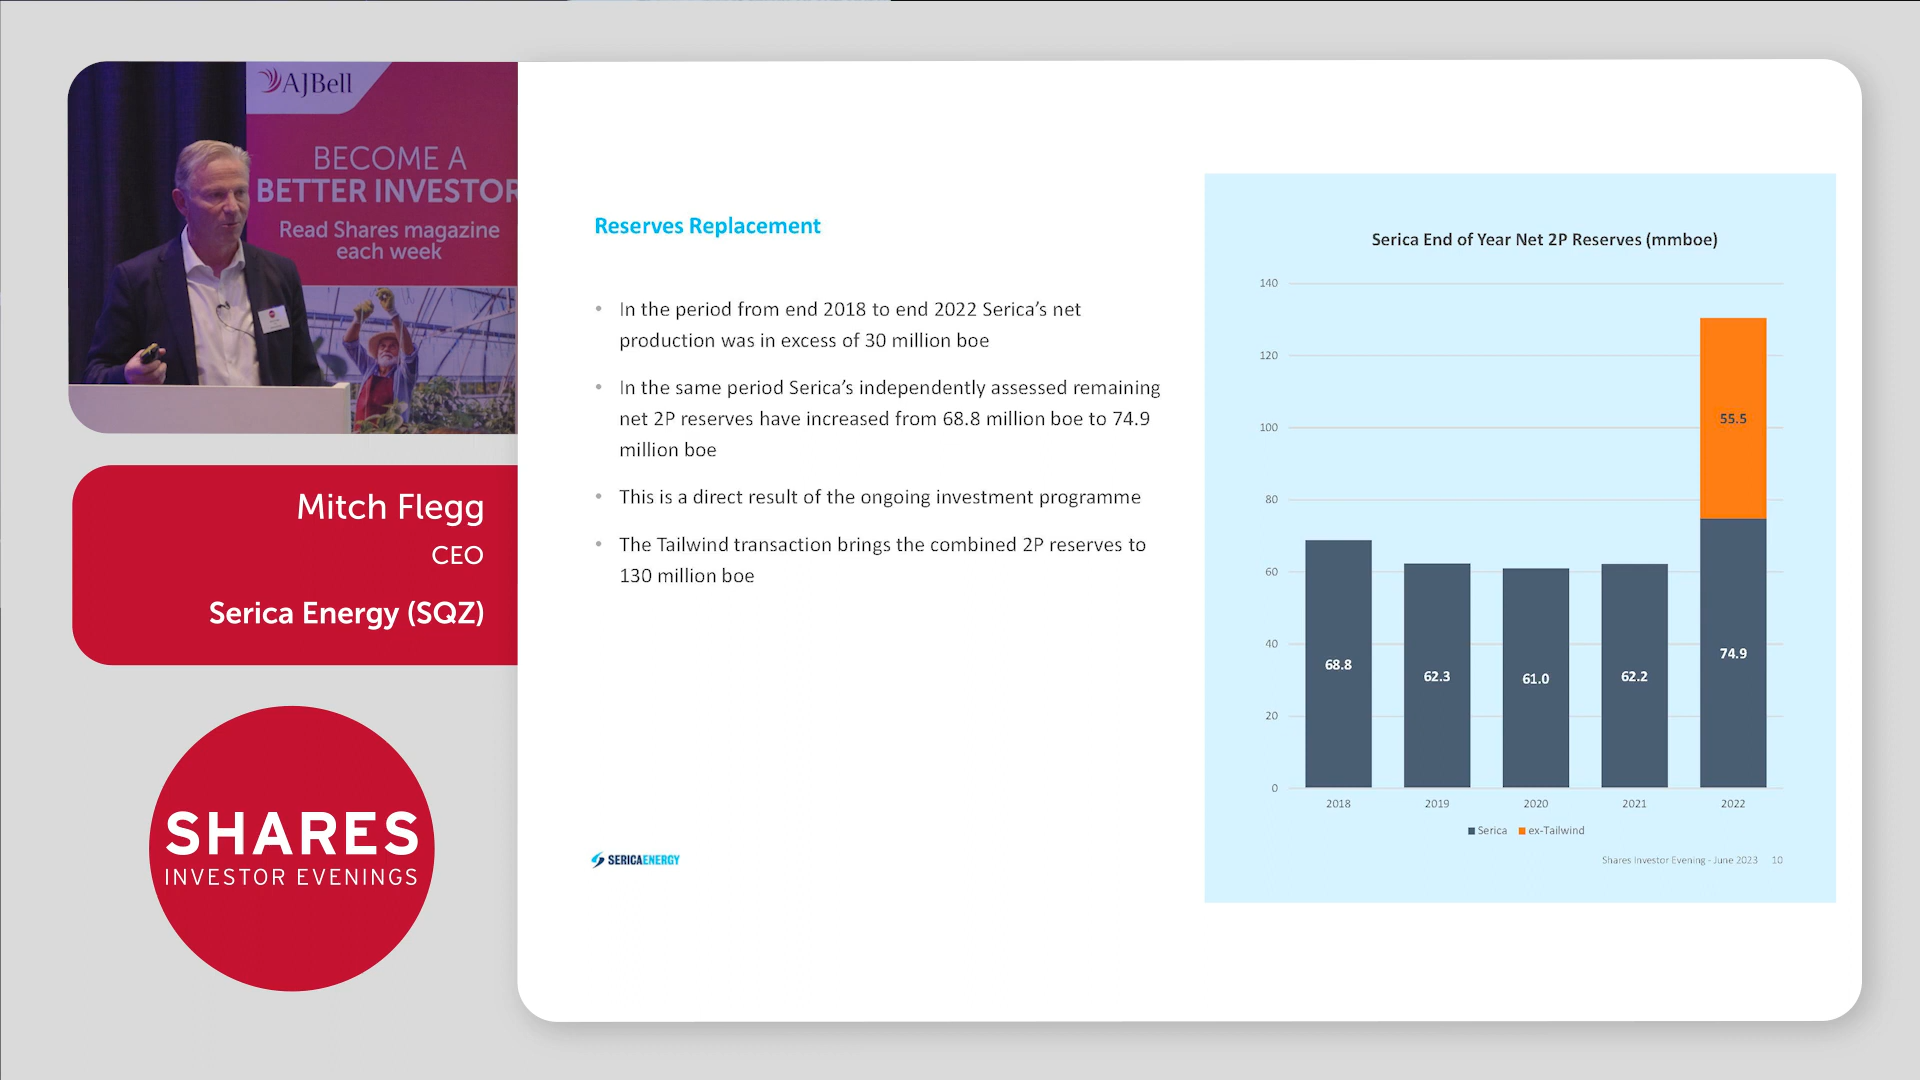 AJBell
BECOME A
BETTER INVESTOR
Read Shares magazine
each week
Mitch Flegg
CEO
Serica Energy (SQZ)
SHARES
INVESTOR EVENINGS
Reserves Replacement
• In the period from end 2018 to end 2022 Serica’s net
production was in excess of 30 million boe
• In the same period Serica’s independently assessed remaining
net 2P reserves have increased from 68.8 million boe to 74.9
million boe
• This is a direct result of the ongoing investment programme
• The Tailwind transaction brings the combined 2P reserves to
130 million boe
SERICAENERGY
Serica End of Year Net 2P Reserves (mmboe)
140
120
100
80
60
40
20
0
68.8
62.3
61.0
62.2
74.9
55.5
2018 2019 2020 2021 2022
Serica ex-Tailwind
Shares Investor Evening - June 2023 10